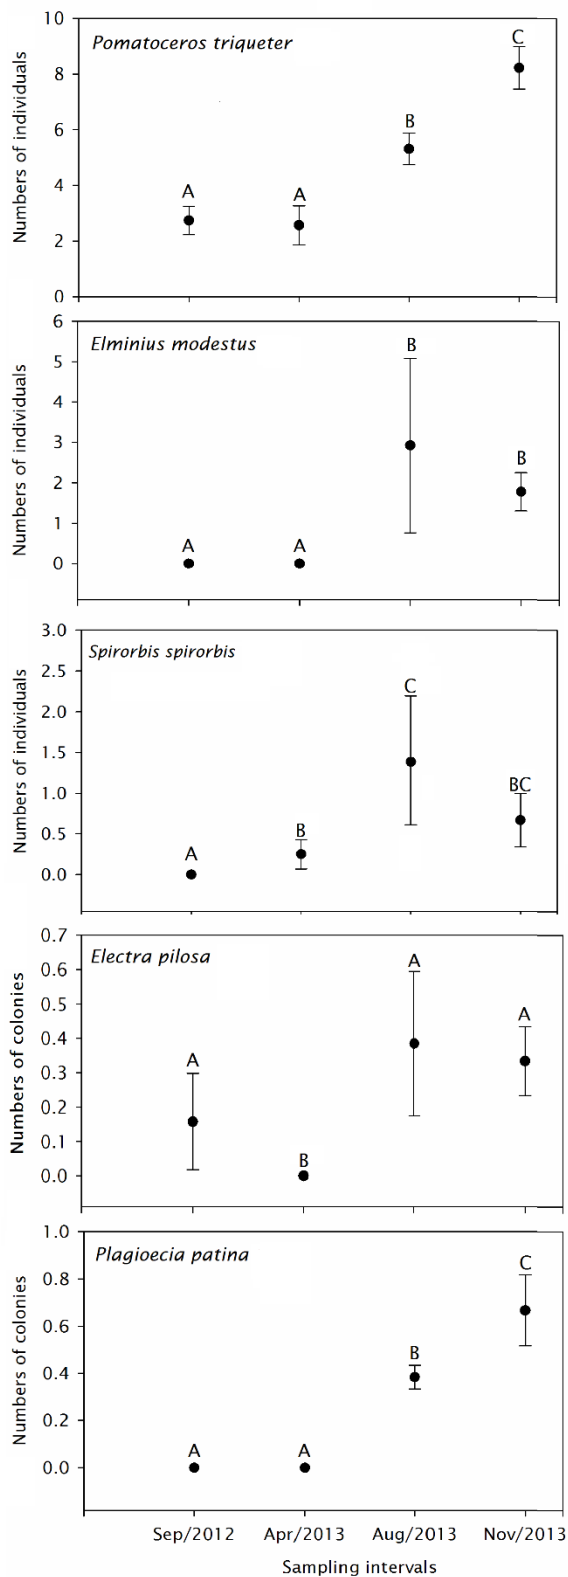 Pomatoceros triqueter
Numbers of individuals
10
8
6
4
2
0
A
A
B
C
Elminius modestus
Numbers of individuals
6
5
4
3
2
1
0
A
A
B
B
Spirorbis spirorbis
Numbers of individuals
3.0
2.5
2.0
1.5
1.0
0.5
0.0
A
B
C
BC
Electra pilosa
Numbers of colonies
0.7
0.6
0.5
0.4
0.3
0.2
0.1
0.0
A
B
A
A
Plagioecia patina
Numbers of colonies
1.0
0.8
0.6
0.4
0.2
0.0
A
A
B
C
Sep/2012 Apr/2013 Aug/2013 Nov/2013
Sampling intervals